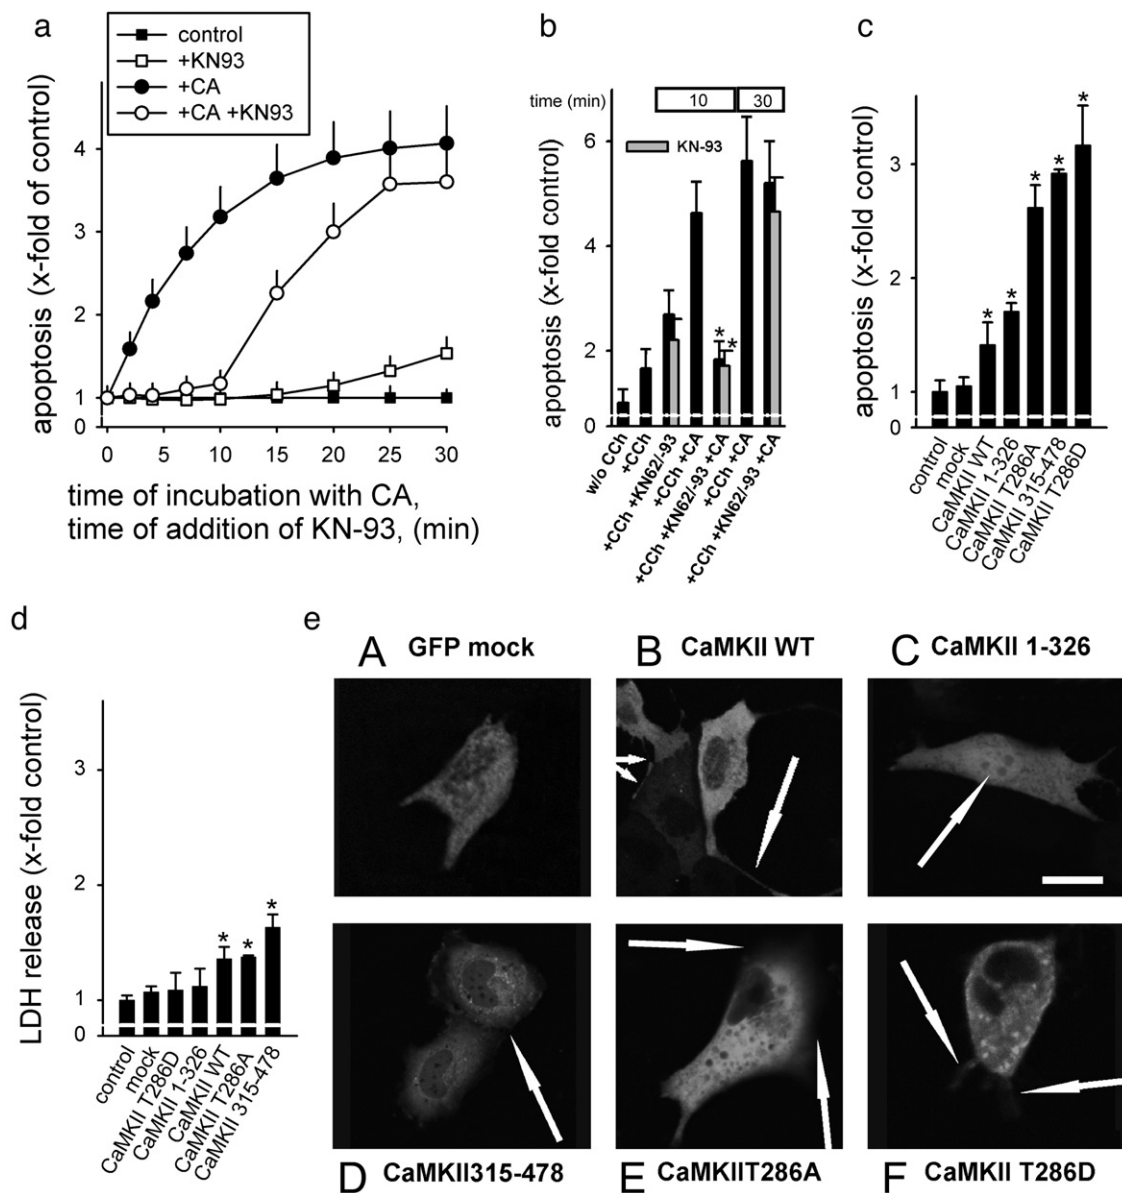 a
control
+KN93
+CA
+CA +KN93
apoptosis (x-fold of control)
4
3
2
1
0
0 5 10 15 20 25 30
time of incubation with CA,
time of addition of KN-93, (min)
b
time (min) 10 30
KN-93
apoptosis (x-fold control)
6
4
2
0
* *
w/o CCh
+CCh
+CCh +KN62/-93
+CCh +CA
+CCh +KN62/-93 +CA
+CCh +CA
+CCh +KN62/-93 +CA
c
apoptosis (x-fold control)
3
2
1
0
* * * * *
control
mock
CaMKII WT
CaMKII 1-326
CaMKII T286A
CaMKII 315-478
CaMKII T286D
d
LDH release (x-fold control)
3
2
1
0
* * *
control
mock
CaMKII T286D
CaMKII 1-326
CaMKII WT
CaMKII T286A
CaMKII 315-478
e
A GFP mock
B CaMKII WT
C CaMKII 1-326
D CaMKII315-478
E CaMKIIT286A
F CaMKII T286D